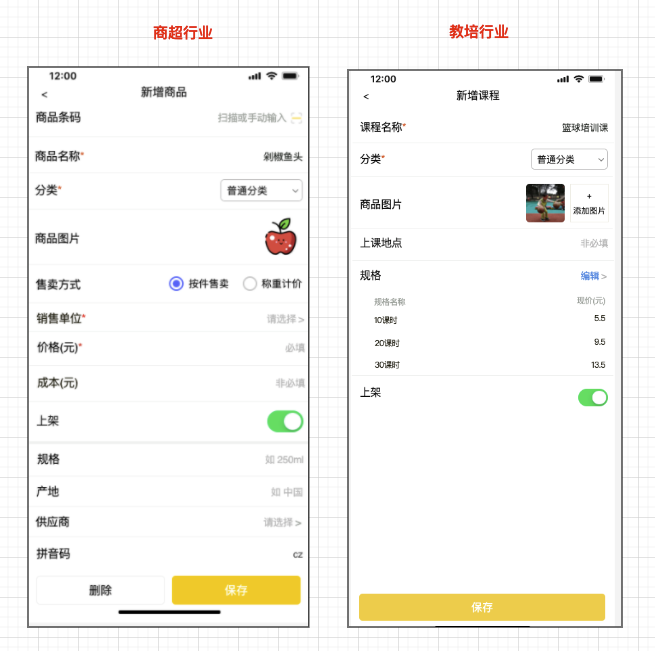 商超行业
12:00
<
新增商品
商品条码
扫描或手动输入
商品名称*
剁椒鱼头
分类*
普通分类
商品图片
售卖方式
按件售卖
称重计价
销售单位*
请选择 >
价格(元)*
必填
成本(元)
非必填
上架
规格
如 250ml
产地
如 中国
供应商
请选择 >
拼音码
cz
删除
保存
教培行业
12:00
<
新增课程
课程名称*
篮球培训课
分类*
普通分类
商品图片
+
添加图片
上课地点
非必填
规格
编辑 >
规格名称
现价(元)
10课时
5.5
20课时
9.5
30课时
13.5
上架
保存